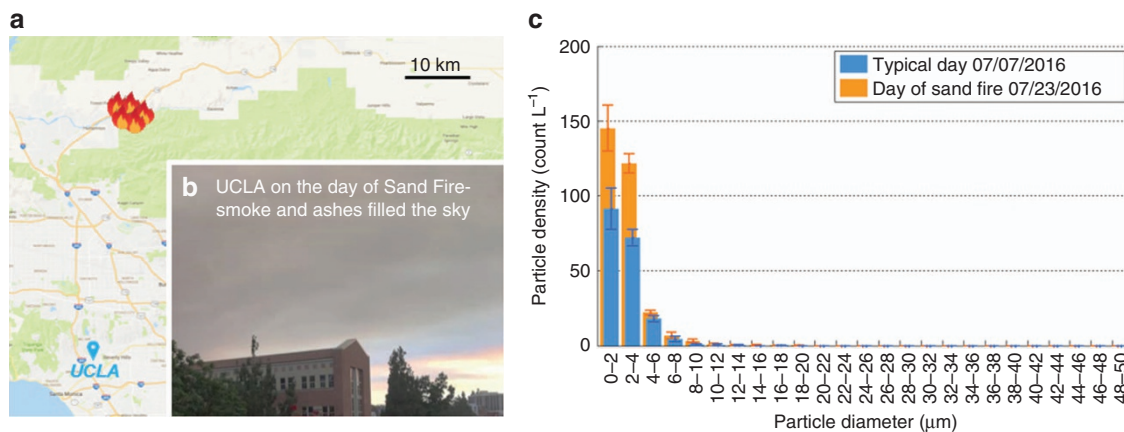 a
10 km
UCLA
Beverly Hills
Santa Monica
b UCLA on the day of Sand Fire-
smoke and ashes filled the sky
c
Particle density (count L⁻¹)
200
150
100
50
0
Typical day 07/07/2016
Day of sand fire 07/23/2016
0–2
2–4
4–6
6–8
8–10
10–12
12–14
14–16
16–18
18–20
20–22
22–24
24–26
26–28
28–30
30–32
32–34
34–36
36–38
38–40
40–42
42–44
44–46
46–48
48–50
Particle diameter (μm)